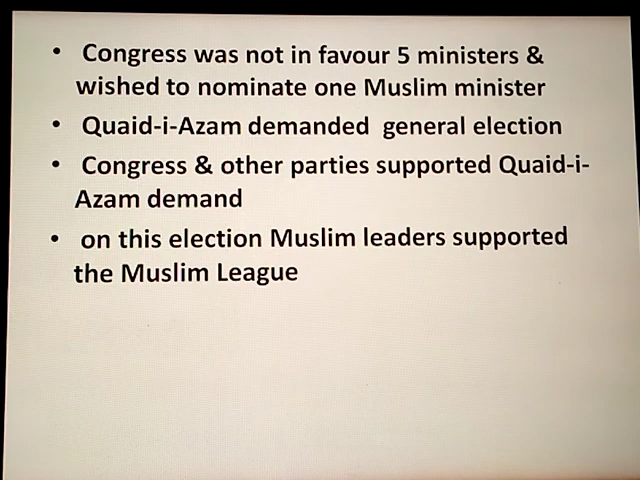 • Congress was not in favour 5 ministers &
wished to nominate one Muslim minister
• Quaid-i-Azam demanded general election
• Congress & other parties supported Quaid-i-
Azam demand
• on this election Muslim leaders supported
the Muslim League